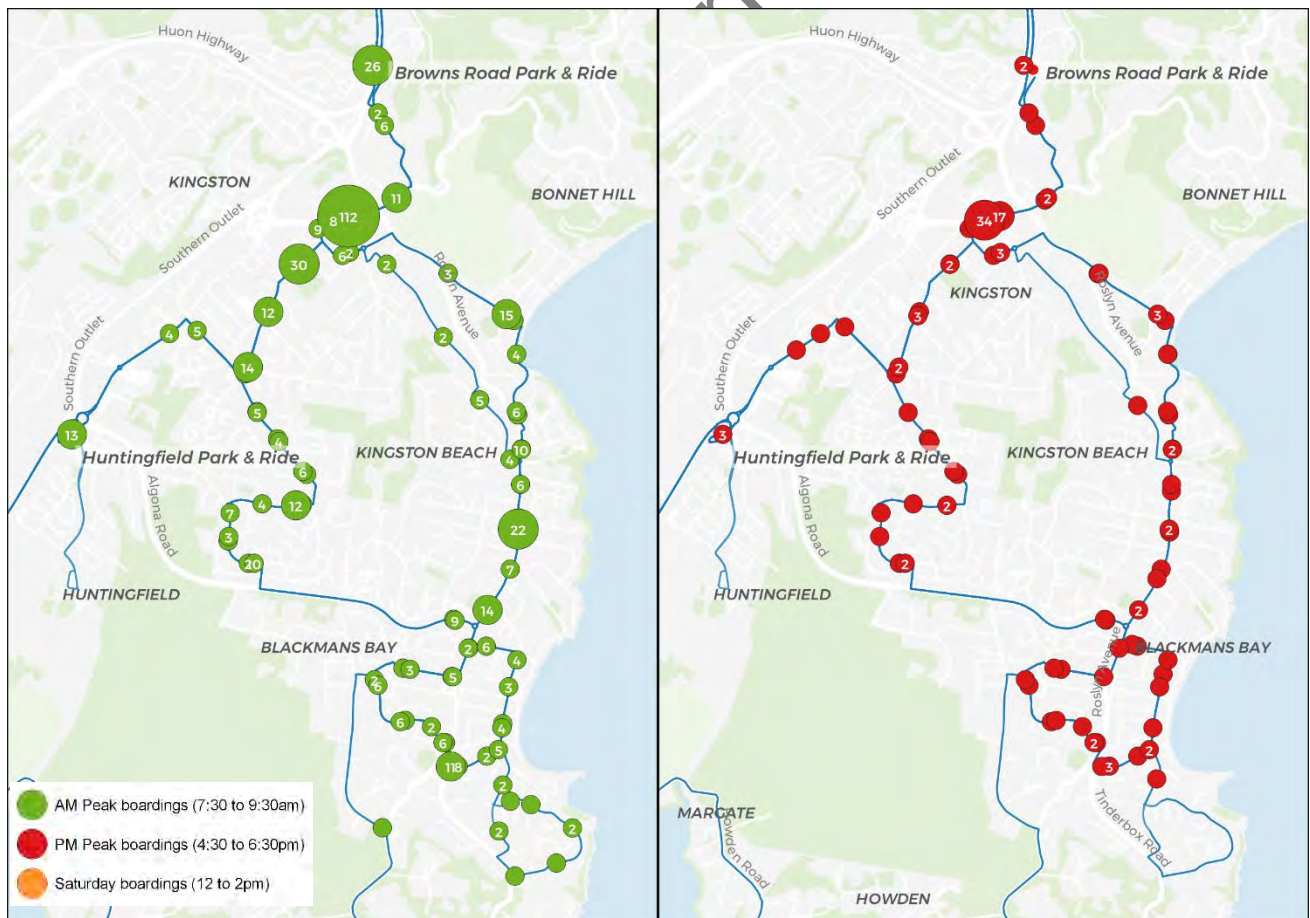 Huon Highway
26
Browns Road Park & Ride
2
6
KINGSTON
Southern Outlet
11
BONNET HILL
112
8
9
6
2
2
30
Southern Outlet
3
12
15
4
5
2
4
14
5
5
6
13
4
10
KINGSTON BEACH
4
Huntingfield Park & Ride
6
6
4
12
7
22
Algona Road
3
7
HUNTINGFIELD
14
9
BLACKMANS BAY
2
6
4
3
5
2
6
3
6
2
4
6
5
2
118
2
2
2
AM Peak boardings (7:30 to 9:30am)
PM Peak boardings (4:30 to 6:30pm)
Saturday boardings (12 to 2pm)
Huon Highway
2
Browns Road Park & Ride
Southern Outlet
2
BONNET HILL
34
17
3
2
KINGSTON
Roslyn Avenue
3
3
Southern Outlet
2
3
KINGSTON BEACH
2
Huntingfield Park & Ride
2
Algona Road
2
HUNTINGFIELD
2
BLACKMANS BAY
Roslyn Avenue
2
2
3
MARGATE
Howden Road
Tinderbox Road
HOWDEN